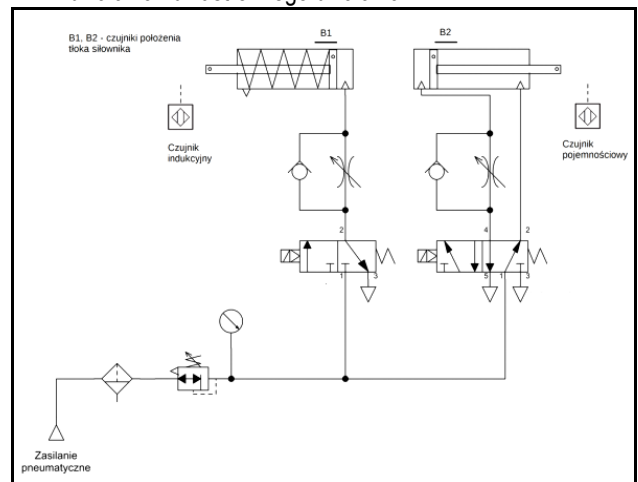 B1, B2 - czujniki położenia
tłoka siłownika
B1
B2
Czujnik
indukcyjny
Czujnik
pojemnościowy
2
1
3
4
2
5
1
3
Zasilanie
pneumatyczne